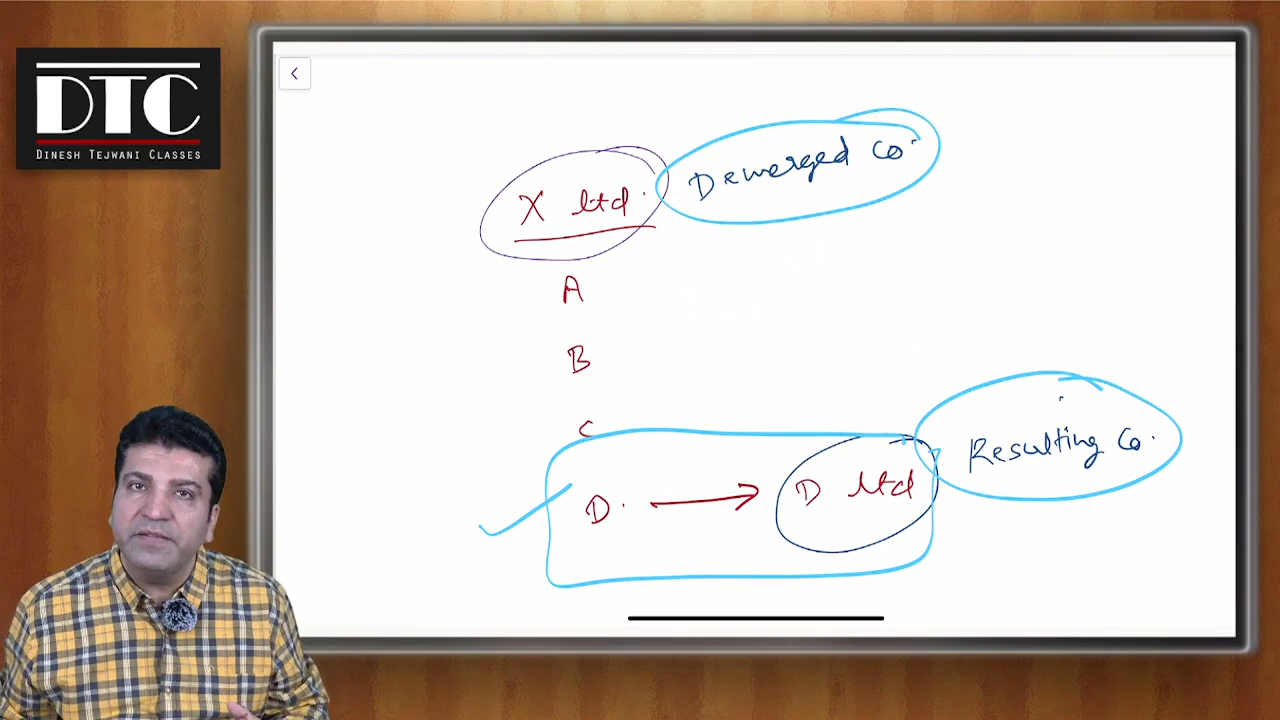 DTC
DINESH TEJWANI CLASSES
X ltd. Demerged Co.
A
B
C
D. → D ltd Resulting Co.